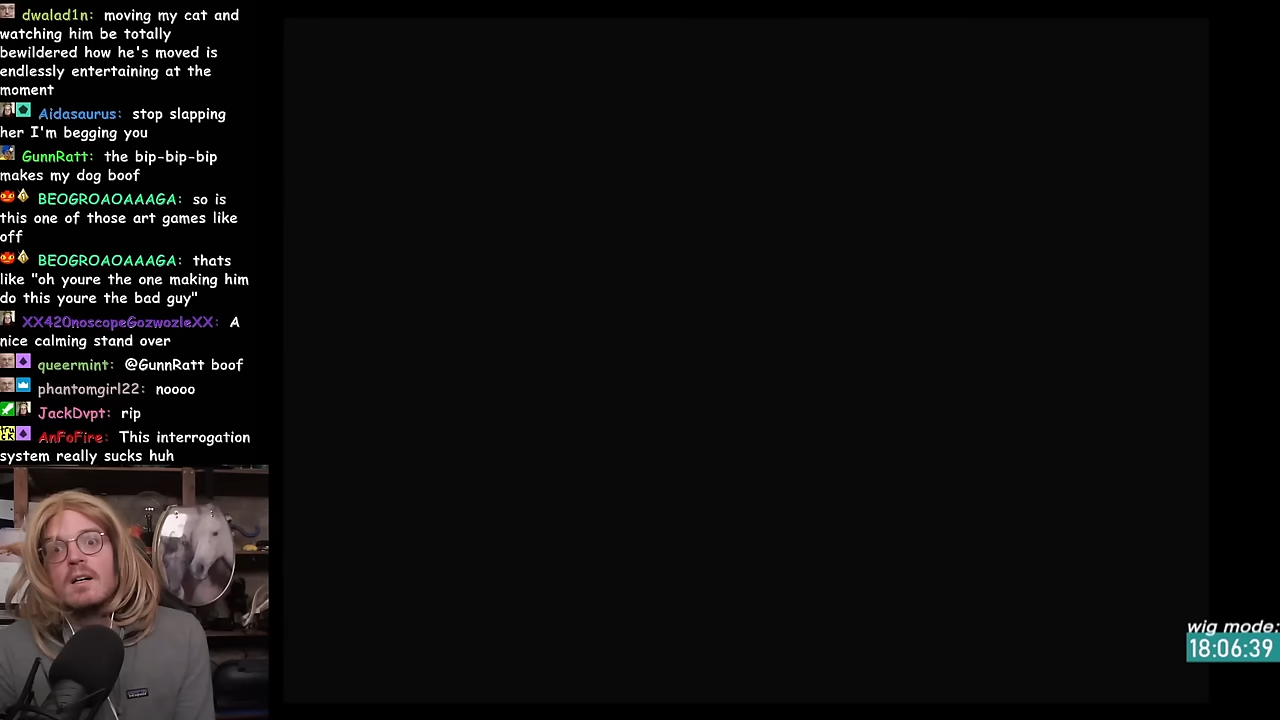 dwalad1n: moving my cat and
watching him be totally
bewildered how he's moved is
endlessly entertaining at the
moment
Aidasaurus: stop slapping
her I'm begging you
GunnRatt: the bip-bip-bip
makes my dog boof
BEOGROAOAAAGA: so is
this one of those art games like
off
BEOGROAOAAAGA: thats
like "oh youre the one making him
do this youre the bad guy"
XX420noscopeGozwozleXX: A
nice calming stand over
queermint: @GunnRatt boof
phantomgirl22: noooo
JackDvpt: rip
AnFoFire: This interrogation
system really sucks huh
wig mode:
18:06:39